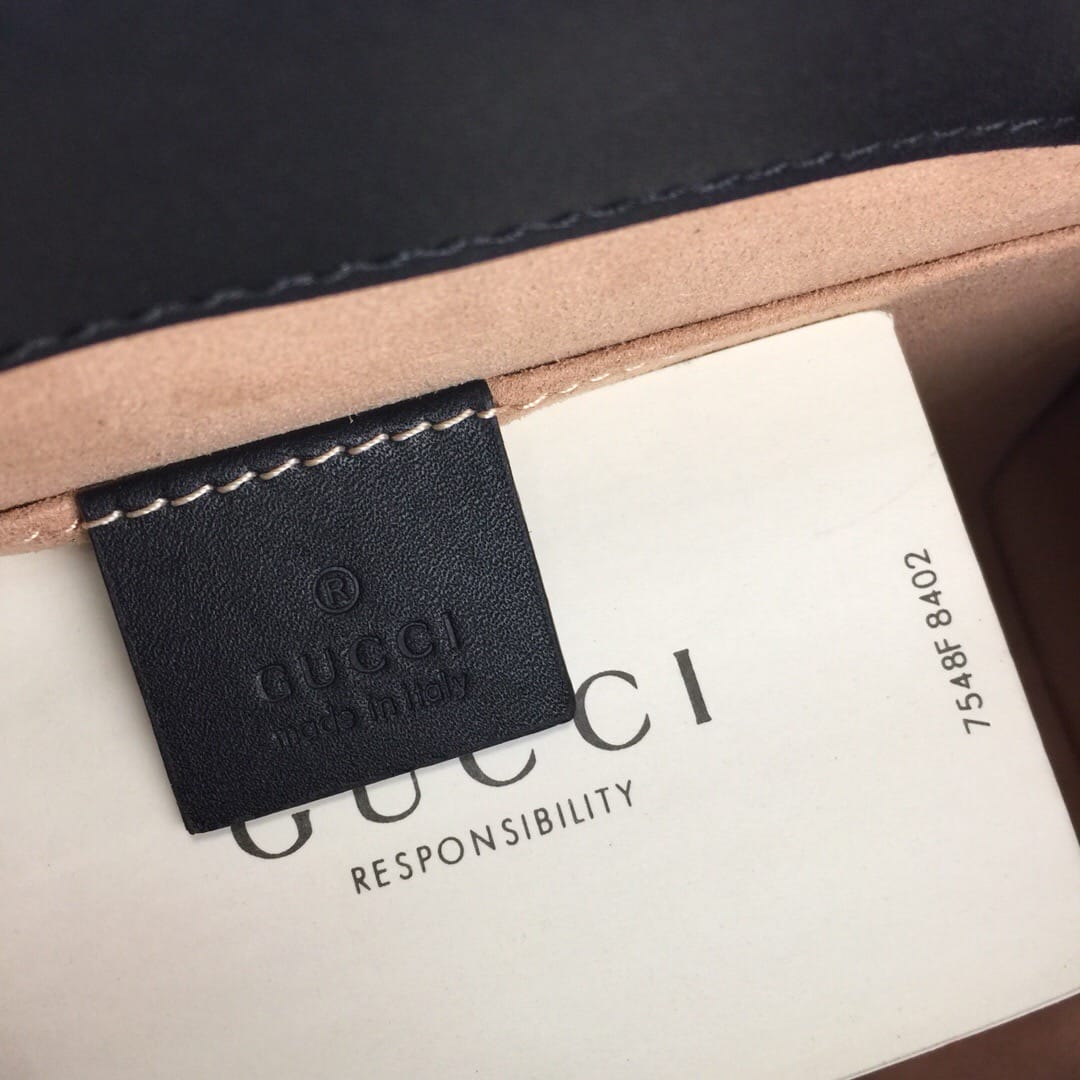 ®
GUCCI
made in italy
GUCCI
RESPONSIBILITY
7548F 8402